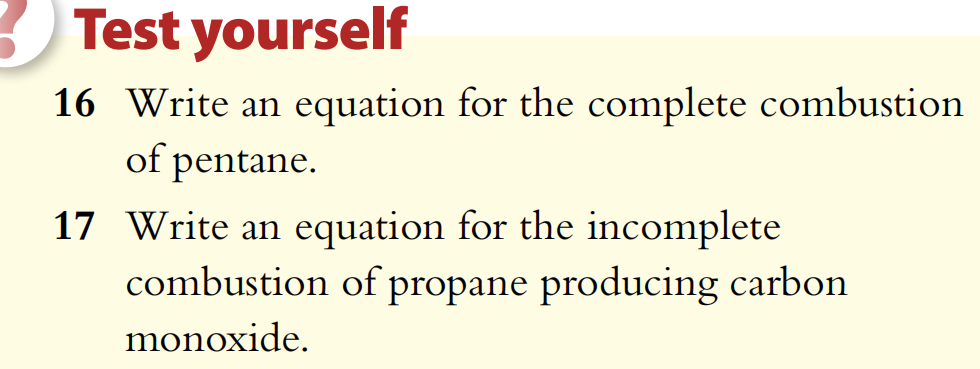 ?
Test yourself
16 Write an equation for the complete combustion
of pentane.
17 Write an equation for the incomplete
combustion of propane producing carbon
monoxide.